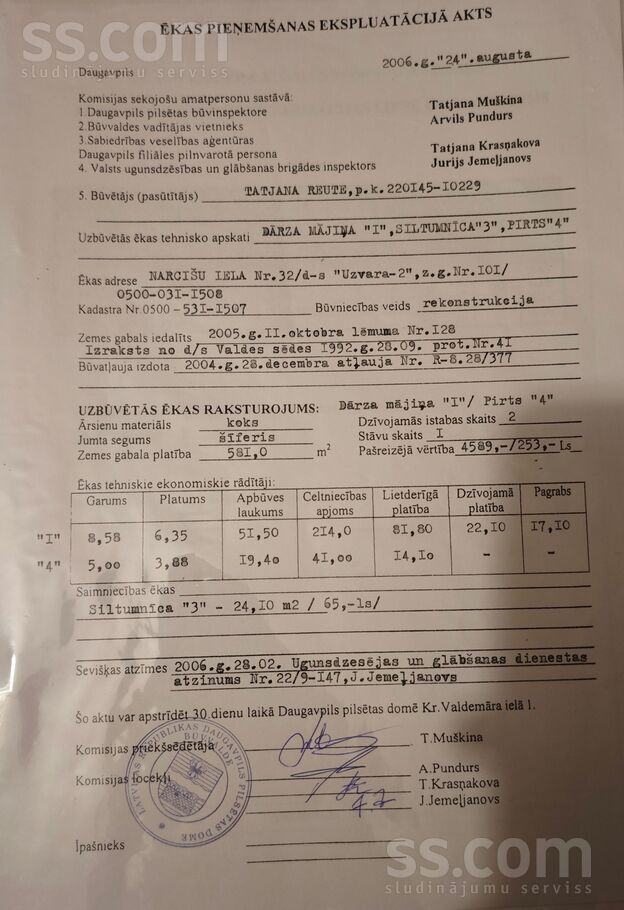 ss.com
sludinājumu serviss
ĒKAS PIEŅEMŠANAS EKSPLUATĀCIJĀ AKTS
Daugavpils 2006.g."24".augusta
Komisijas sekojošu amatpersonu sastāvā:
1.Daugavpils pilsētas būvinspektore Tatjana Muškina
2.Būvvaldes vadītājas vietnieks Arvils Pundurs
3.Sabiedrības veselības aģentūras
Daugavpils filiāles pilnvarotā persona Tatjana Krasņakova
4. Valsts ugunsdzēsības un glābšanas brigādes inspektors Jurijs Jemeļjanovs
5. Būvētājs (pasūtītājs) TATJANA REUTE,p.k.220145-10229
Uzbūvētās ēkas tehnisko apskati DĀRZA MĀJIŅA "I",SILTUMNĪCA"3",PIRTS"4"
Ēkas adrese NARCIŠU IELA Nr.32/d-s "Uzvara-2",z.g.Nr.IOI/
0500-03I-I508
Kadastra Nr.0500 - 53I-I507 Būvniecības veids rekonstrukcija
Zemes gabals iedalīts 2005.g.II.oktobra lēmuma Nr.I28
Izraksts no d/s Valdes sēdes I992.g.28.09. prot.Nr.4I
Būvatļauja izdota 2004.g.28.decembra atļauja Nr. R-8.28/377
UZBŪVĒTĀS ĒKAS RAKSTUROJUMS: Dārza mājiņa "I"/ Pirts "4"
Ārsienu materiāls koks Dzīvojamās istabas skaits 2
Jumta segums šīferis Stāvu skaits I
Zemes gabala platība 58I,0 m2 Pašreizējā vērtība 4589,-/253,- Ls
Ēkas tehniskie ekonomiskie rādītāji:
Garums Platums Apbūves laukums Celtniecības apjoms Lietderīgā platība Dzīvojamā platība Pagrabs
"I" 8,58 6,35 5I,50 2I4,0 8I,80 22,I0 I7,I0
"4" 5,00 3,88 I9,40 4I,00 I4,I0 - -
Saimniecības ēkas
Siltumnīca "3" - 24,I0 m2 / 65,-ls/
Sevišķas atzīmes 2006.g.28.02. Ugunsdzesējas un glābšanas dienestas
atzinums Nr.22/9-I47,J.Jemeļjanovs
Šo aktu var apstrīdēt 30 dienu laikā Daugavpils pilsētas domē Kr.Valdemāra ielā 1.
Komisijas priekšsēdētāja T.Muškina
Komisijas locekļi A.Pundurs
T.Krasņakova
J.Jemeļjanovs
LATVIJAS REPUBLIKAS DAUGAVPILS PILSĒTAS DOME
BŪVVALDE
Īpašnieks
ss.com
sludinājumu serviss